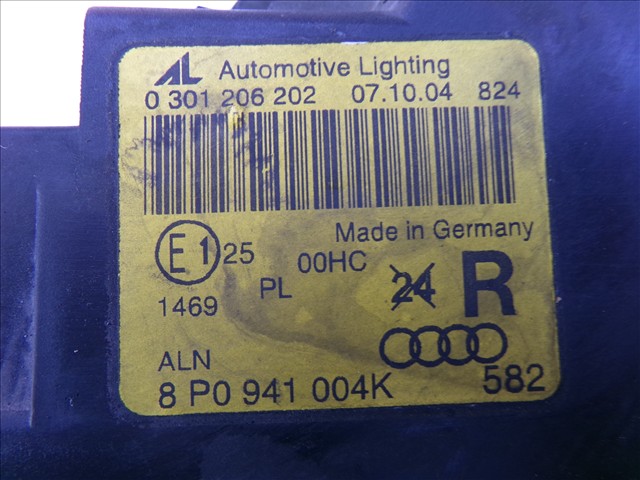 AL Automotive Lighting
0 301 206 202 07.10.04 824
Made in Germany
E1 25 00HC
1469 PL 24 R
ALN
8 P0 941 004K 582